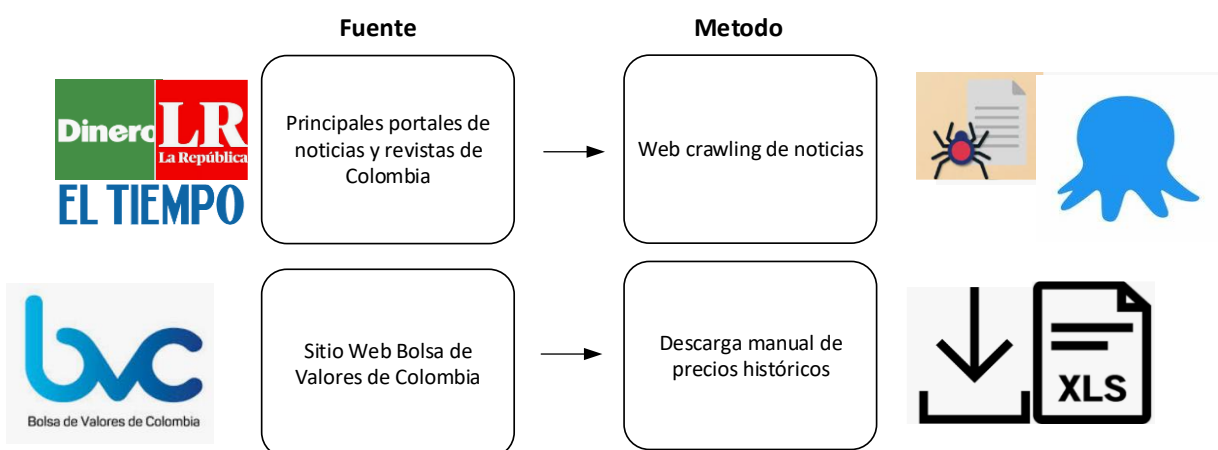 Fuente
Metodo
Dinero
LR
La República
EL TIEMPO
Principales portales de
noticias y revistas de
Colombia
Web crawling de noticias
bvc
Bolsa de Valores de Colombia
Sitio Web Bolsa de
Valores de Colombia
Descarga manual de
precios históricos
XLS